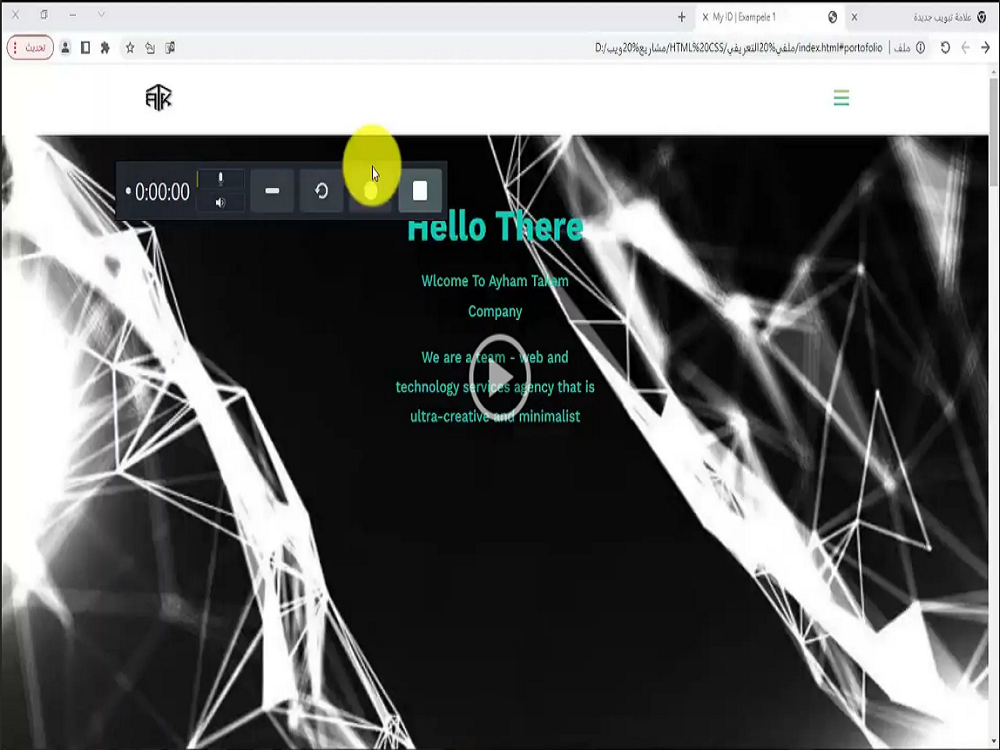 علامة تبويب جديدة
My ID | Exampele 1
D:/مشاريع%20ويب/HTML%20CSS/ملفي%20التعريفي/index.html#portofolio
ملف
تحديث
ATK
0:00:00
Hello There
Wlcome To Ayham Takem
Company
We are a team - web and
technology services agency that is
ultra-creative and minimalist